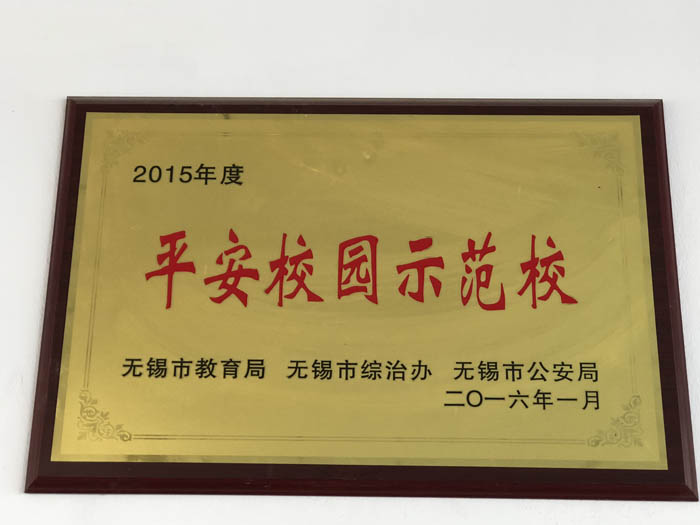 2015年度
平安校园示范校
无锡市教育局 无锡市综治办 无锡市公安局
二〇一六年一月